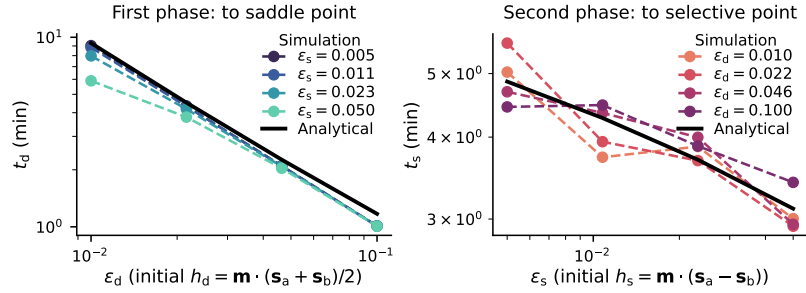 First phase: to saddle point
10¹
10⁰
t_d (min)
Simulation
ε_s = 0.005
ε_s = 0.011
ε_s = 0.023
ε_s = 0.050
Analytical
10⁻²
10⁻¹
ε_d (initial h_d = m · (s_a + s_b)/2)
Second phase: to selective point
5 × 10⁰
4 × 10⁰
3 × 10⁰
t_s (min)
Simulation
ε_d = 0.010
ε_d = 0.022
ε_d = 0.046
ε_d = 0.100
Analytical
10⁻²
ε_s (initial h_s = m · (s_a − s_b))